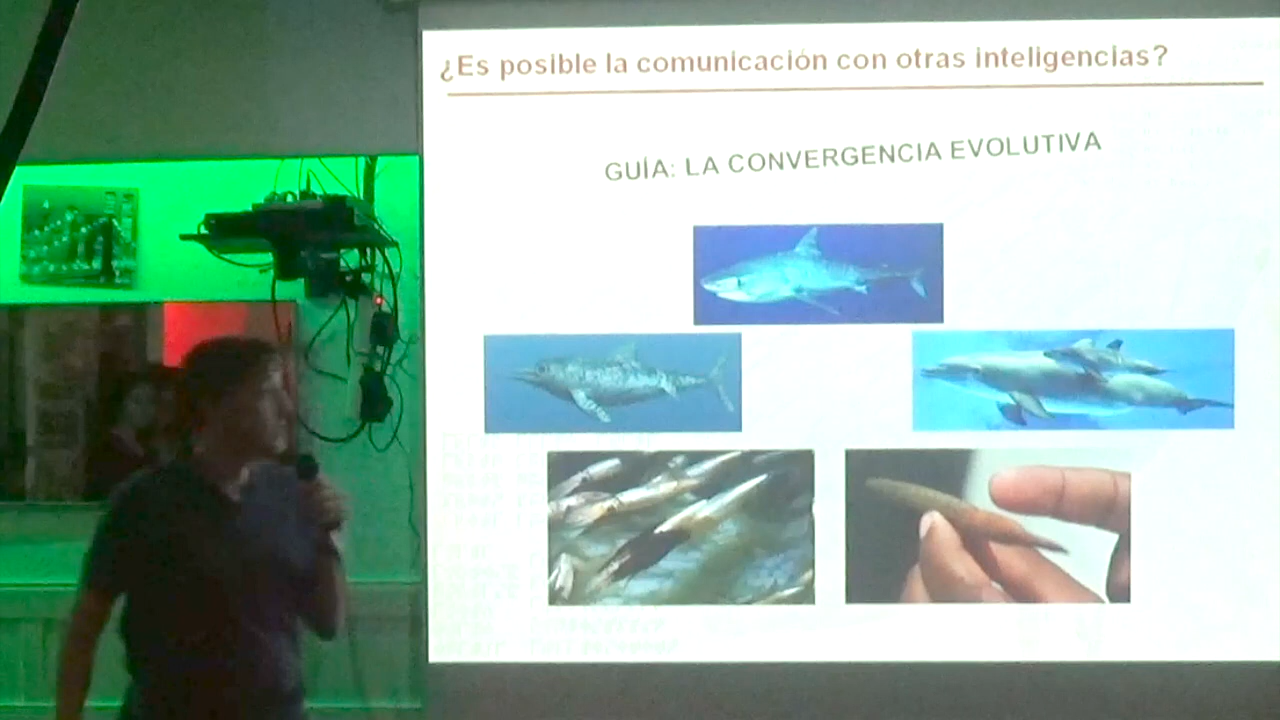 ¿Es posible la comunicación con otras inteligencias?
GUÍA: LA CONVERGENCIA EVOLUTIVA